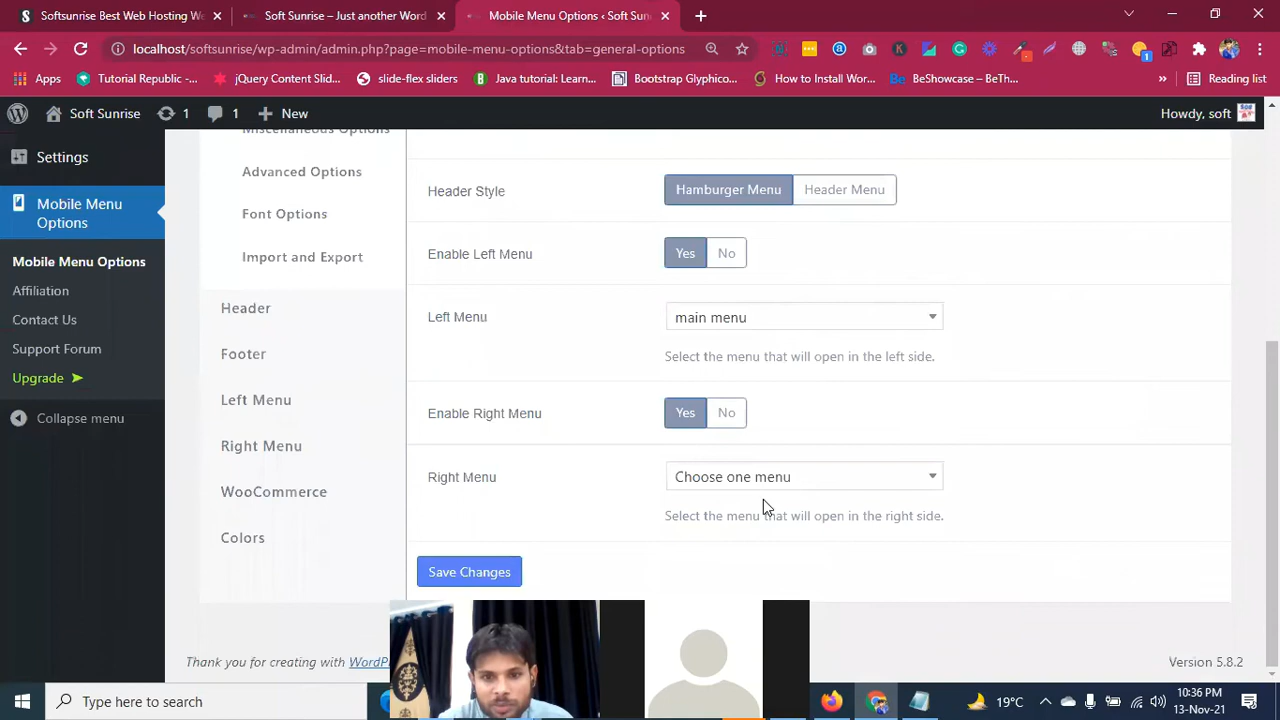 Softsunrise Best Web Hosting W
Soft Sunrise – Just another Word
Mobile Menu Options ‹ Soft Sun
localhost/softsunrise/wp-admin/admin.php?page=mobile-menu-options&tab=general-options
Apps
Tutorial Republic -...
jQuery Content Slid...
slide-flex sliders
Java tutorial: Learn...
Bootstrap Glyphico...
How to Install Wor...
BeShowcase – BeTh...
Reading list
Soft Sunrise
1
1
New
Howdy, soft
Settings
Mobile Menu
Options
Mobile Menu Options
Affiliation
Contact Us
Support Forum
Upgrade
Collapse menu
Miscellaneous Options
Advanced Options
Font Options
Import and Export
Header
Footer
Left Menu
Right Menu
WooCommerce
Colors
Header Style
Hamburger Menu
Header Menu
Enable Left Menu
Yes
No
Left Menu
main menu
Select the menu that will open in the left side.
Enable Right Menu
Yes
No
Right Menu
Choose one menu
Select the menu that will open in the right side.
Save Changes
Thank you for creating with WordP
Version 5.8.2
Type here to search
19°C
10:36 PM
13-Nov-21